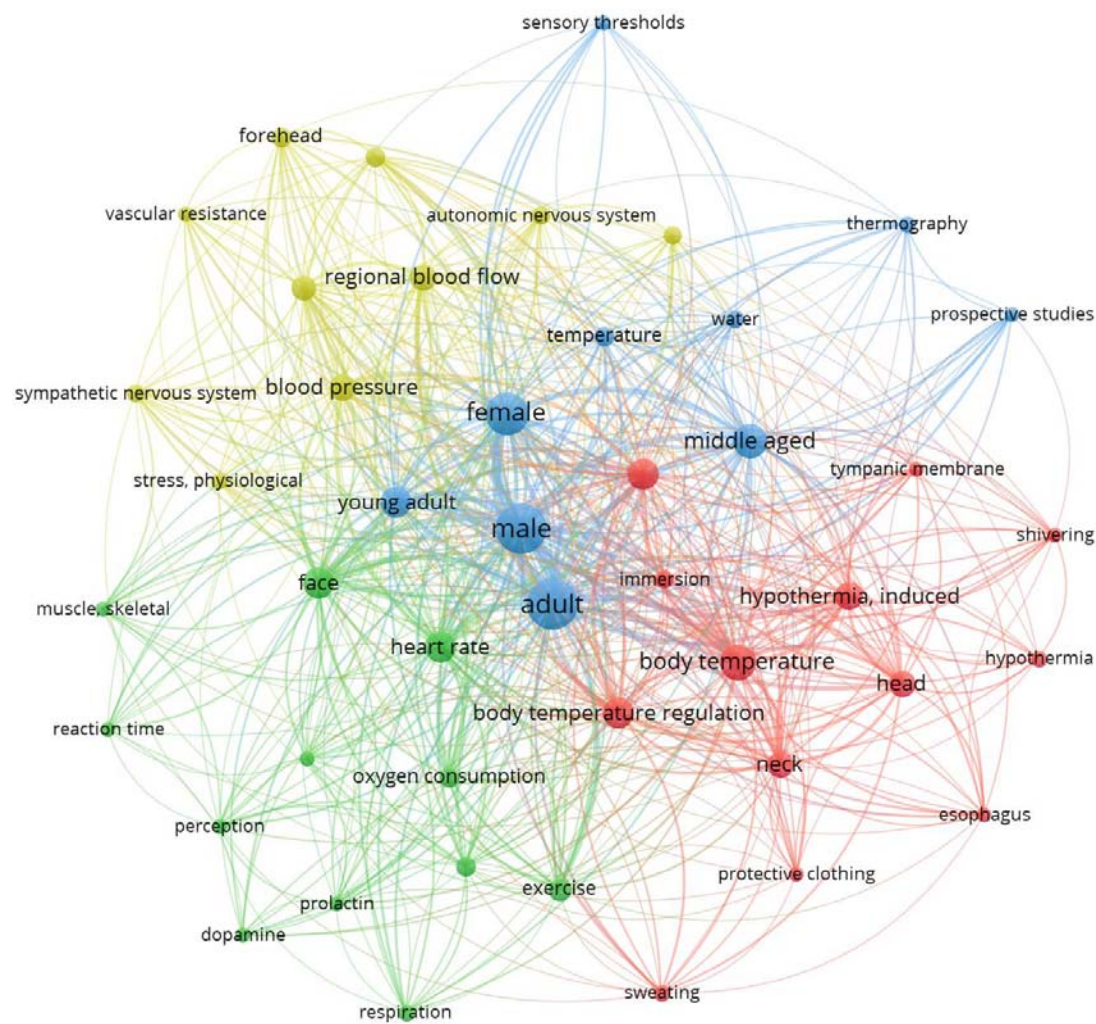 sensory thresholds
forehead
vascular resistance
autonomic nervous system
thermography
regional blood flow
prospective studies
water
temperature
sympathetic nervous system
blood pressure
female
middle aged
tympanic membrane
stress, physiological
young adult
male
shivering
face
immersion
hypothermia, induced
muscle, skeletal
adult
heart rate
body temperature
hypothermia
head
body temperature regulation
reaction time
neck
oxygen consumption
esophagus
perception
protective clothing
exercise
prolactin
dopamine
sweating
respiration